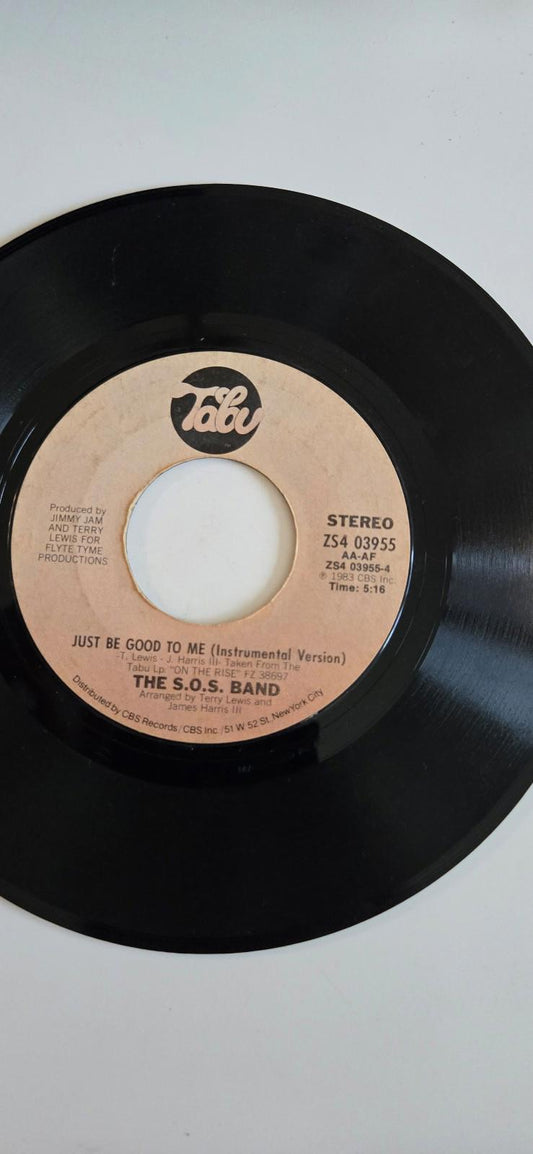 Tabu
TM
Produced by
JIMMY JAM
AND TERRY
LEWIS FOR
FLYTE TYME
PRODUCTIONS
STEREO
ZS4 03955
AA-AF
ZS4 03955-4
℗ 1983 CBS Inc.
Time: 5:16
JUST BE GOOD TO ME (Instrumental Version)
-T. Lewis - J. Harris III- Taken From The
Tabu Lp: "ON THE RISE" FZ 38697
THE S.O.S. BAND
Arranged by Terry Lewis and
James Harris III
Distributed by CBS Records/CBS Inc./51 W. 52 St. New York City